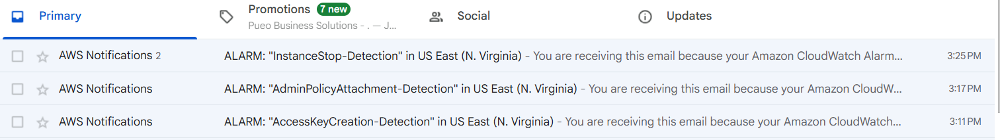 Primary
Promotions 7 new
Pueo Business Solutions - . — J...
Social
Updates
AWS Notifications 2 ALARM: "InstanceStop-Detection" in US East (N. Virginia) - You are receiving this email because your Amazon CloudWatch Alarm... 3:25 PM
AWS Notifications ALARM: "AdminPolicyAttachment-Detection" in US East (N. Virginia) - You are receiving this email because your Amazon CloudW... 3:17 PM
AWS Notifications ALARM: "AccessKeyCreation-Detection" in US East (N. Virginia) - You are receiving this email because your Amazon CloudWatch... 3:11 PM